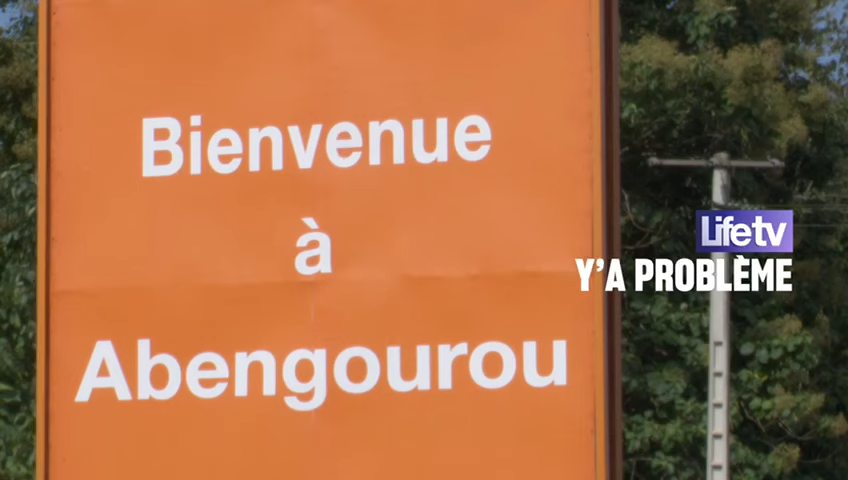 Bienvenue
à
Abengourou
Lifetv
Y'A PROBLÈME